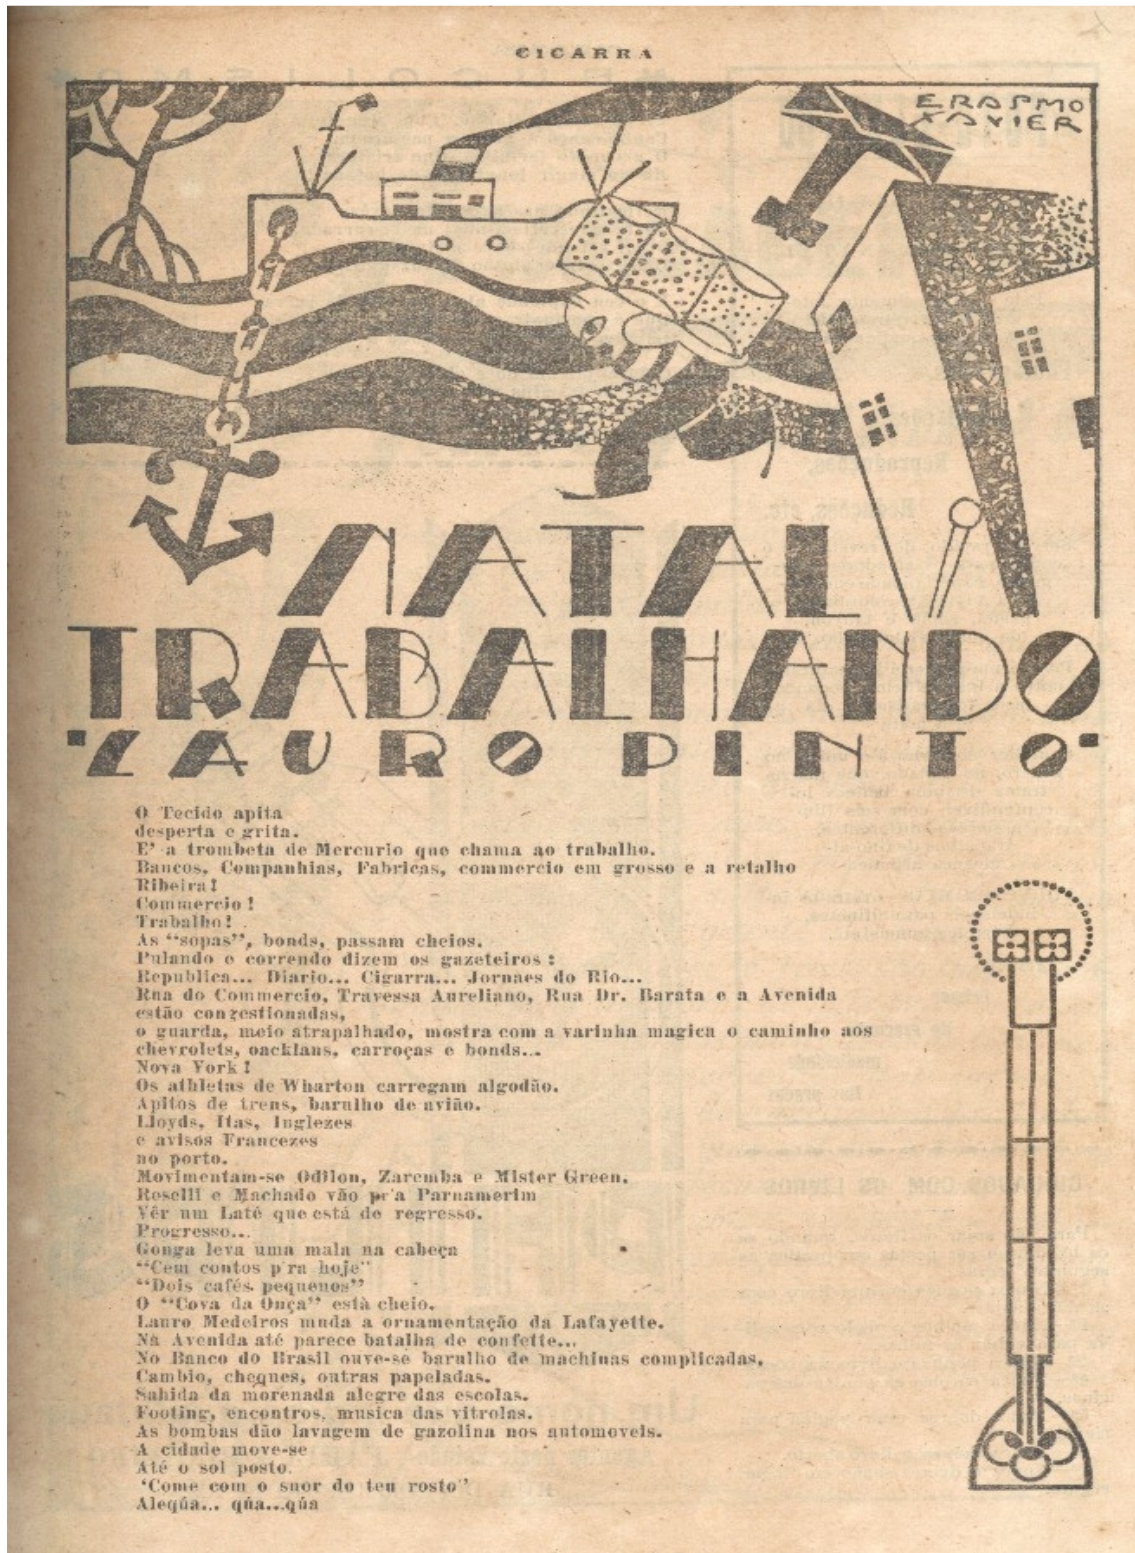 CIGARRA
ERASMO
XAVIER
NATAL
TRABALHANDO
"LAURO PINTO"
O Tecido apita
desperta e grita.
E' a trombeta de Mercurio que chama ao trabalho.
Bancos, Companhias, Fabricas, commercio em grosso e a retalho
Ribeira!
Commercio!
Trabalho!
As "sopas", bonds, passam cheios.
Pulando e correndo dizem os gazeteiros:
Republica... Diario... Cigarra... Jornaes do Rio...
Rua do Commercio, Travessa Aureliano, Rua Dr. Barata e a Avenida
estão congestionadas,
o guarda, meio atrapalhado, mostra com a varinha magica o caminho aos
chevrolets, oacklans, carroças e bonds...
Nova York!
Os athletas de Wharton carregam algodão.
Apitos de trens, barulho de avião.
Lloyds, Itas, Inglezes
e avisos Francezes
no porto.
Movimentam-se Odilon, Zaremba e Mister Green.
Roselli e Machado vão pr'a Parnamerim
Vêr um Laté que está de regresso.
Progresso...
Gonga leva uma mala na cabeça
"Cem contos p'ra hoje"
"Dois cafés pequenos"
O "Cova da Onça" està cheio.
Lauro Medeiros muda a ornamentação da Lafayette.
Na Avenida até parece batalha de confette...
No Banco do Brasil ouve-se barulho de machinas complicadas,
Cambio, cheques, outras papeladas.
Sahida da morenada alegre das escolas.
Footing, encontros, musica das vitrolas.
As bombas dão lavagem de gazolina nos automoveis.
A cidade move-se
Até o sol posto.
'Come com o suor do teu rosto"
Aleqúa... qúa...qúa